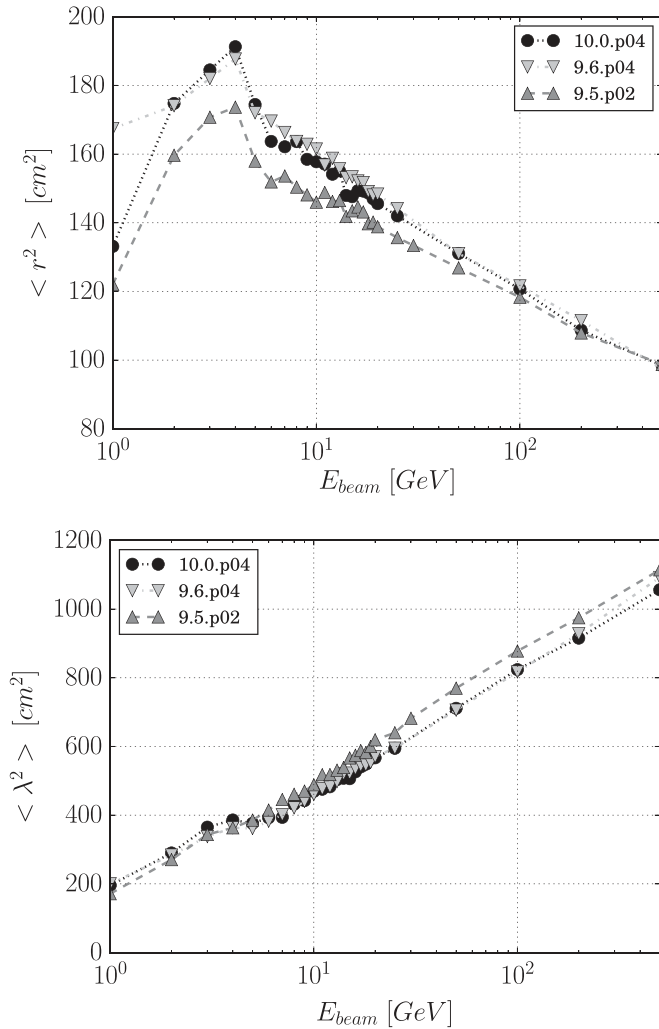 200
180
160
140
120
100
80
< r² > [cm²]
10.0.p04
9.6.p04
9.5.p02
10⁰
10¹
10²
E_beam [GeV]
1200
1000
800
600
400
200
0
< λ² > [cm²]
10.0.p04
9.6.p04
9.5.p02
10⁰
10¹
10²
E_beam [GeV]